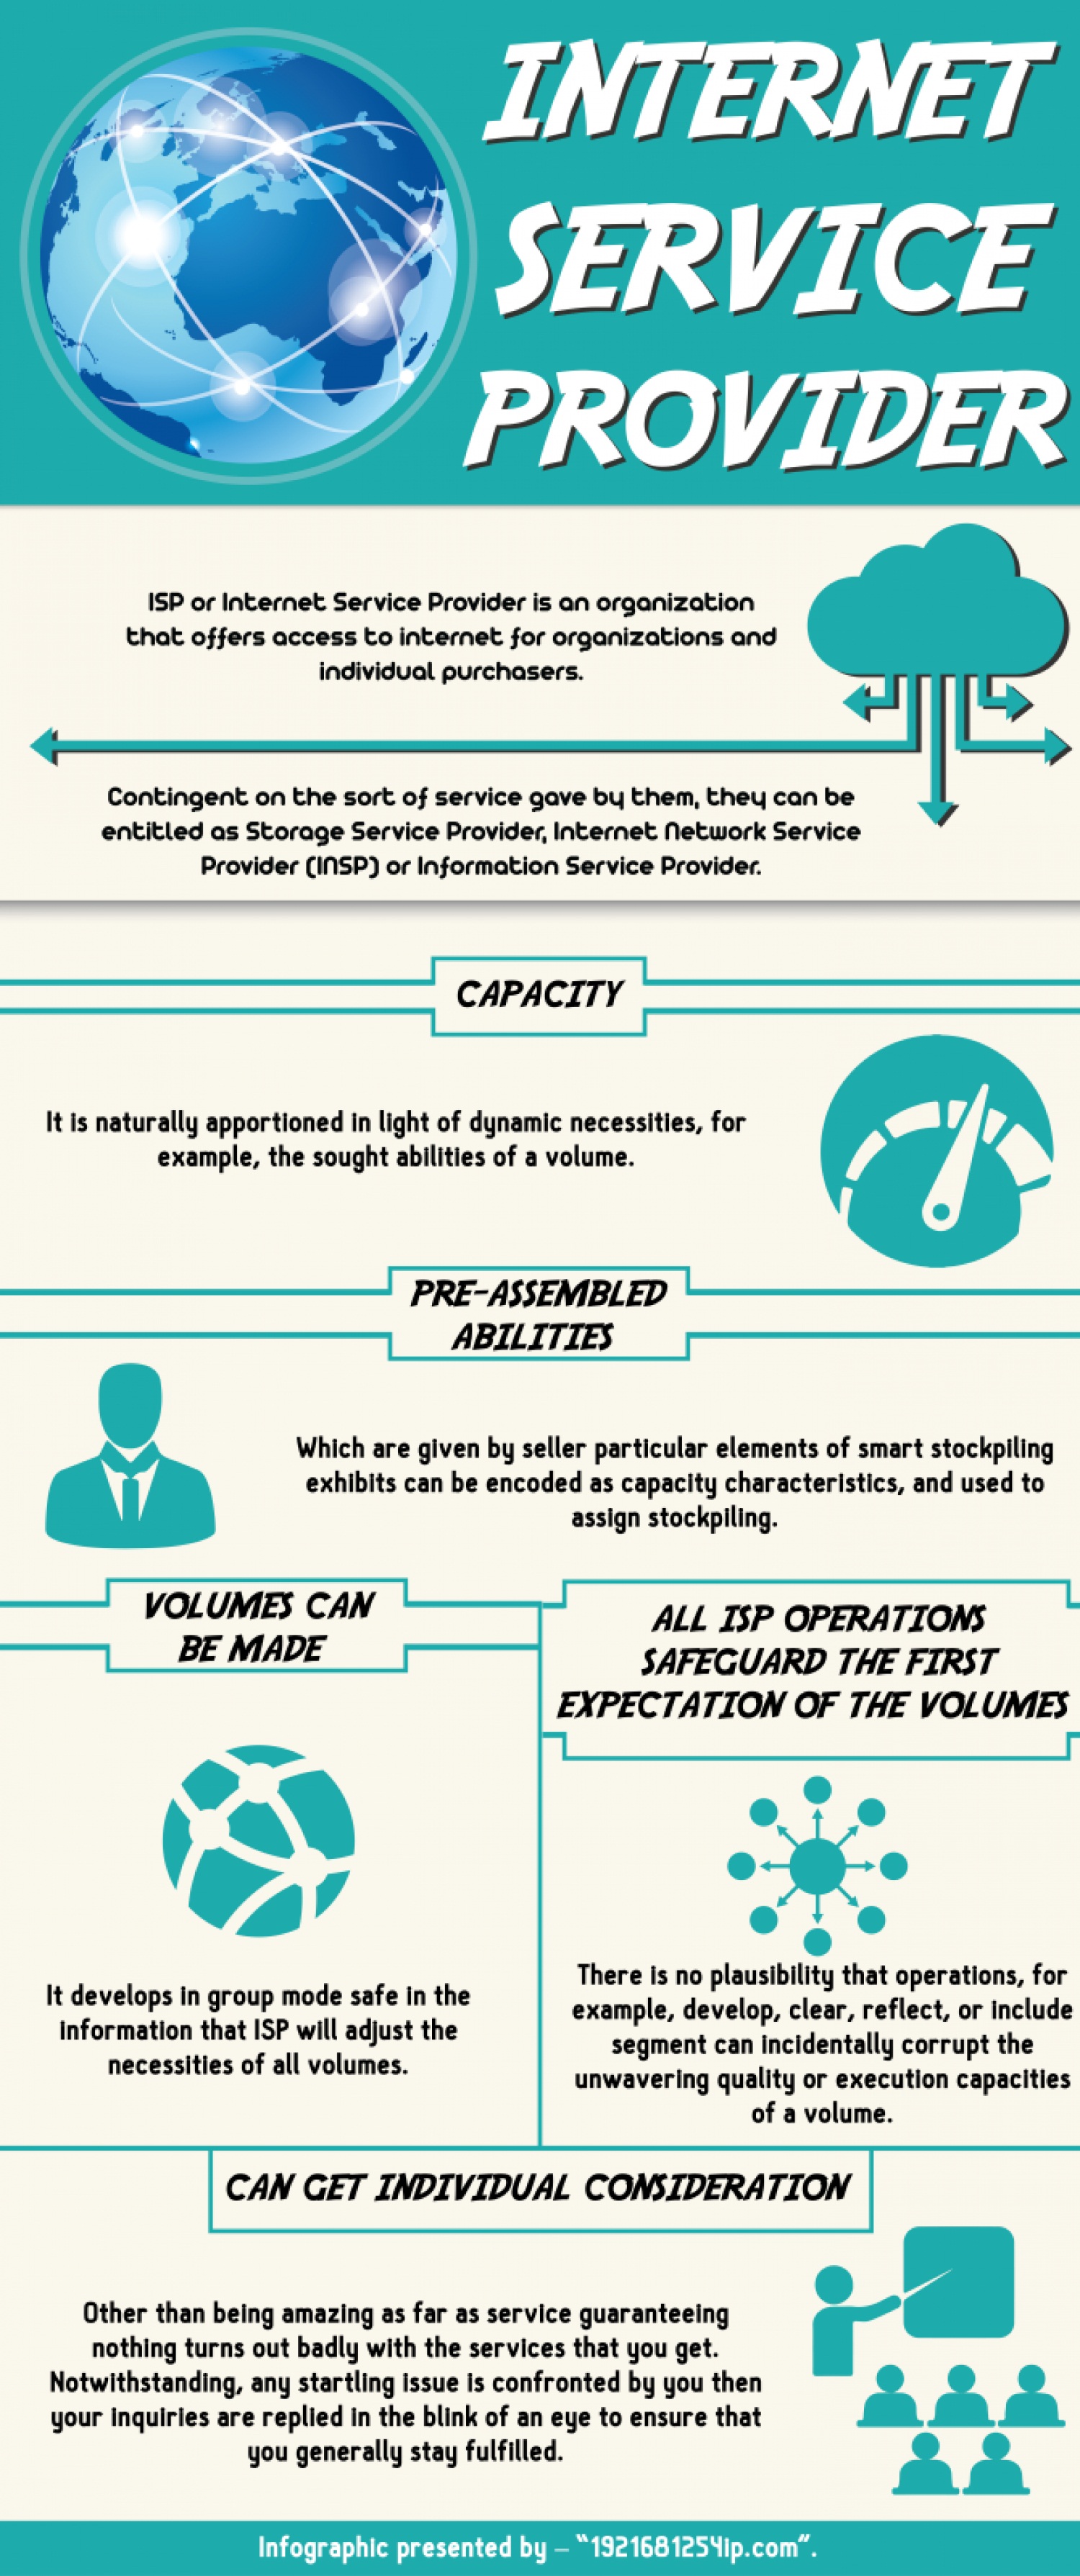 INTERNET
SERVICE
PROVIDER
ISP or Internet Service Provider is an organization
that offers access to internet for organizations and
individual purchasers.
Contingent on the sort of service gave by them, they can be
entitled as Storage Service Provider, Internet Network Service
Provider (INSP) or Information Service Provider.
CAPACITY
It is naturally apportioned in light of dynamic necessities, for
example, the sought abilities of a volume.
PRE-ASSEMBLED
ABILITIES
Which are given by seller particular elements of smart stockpiling
exhibits can be encoded as capacity characteristics, and used to
assign stockpiling.
VOLUMES CAN
BE MADE
It develops in group mode safe in the
information that ISP will adjust the
necessities of all volumes.
ALL ISP OPERATIONS
SAFEGUARD THE FIRST
EXPECTATION OF THE VOLUMES
There is no plausibility that operations, for
example, develop, clear, reflect, or include
segment can incidentally corrupt the
unwavering quality or execution capacities
of a volume.
CAN GET INDIVIDUAL CONSIDERATION
Other than being amazing as far as service guaranteeing
nothing turns out badly with the services that you get.
Notwithstanding, any startling issue is confronted by you then
your inquiries are replied in the blink of an eye to ensure that
you generally stay fulfilled.
Infographic presented by – "1921681254ip.com".